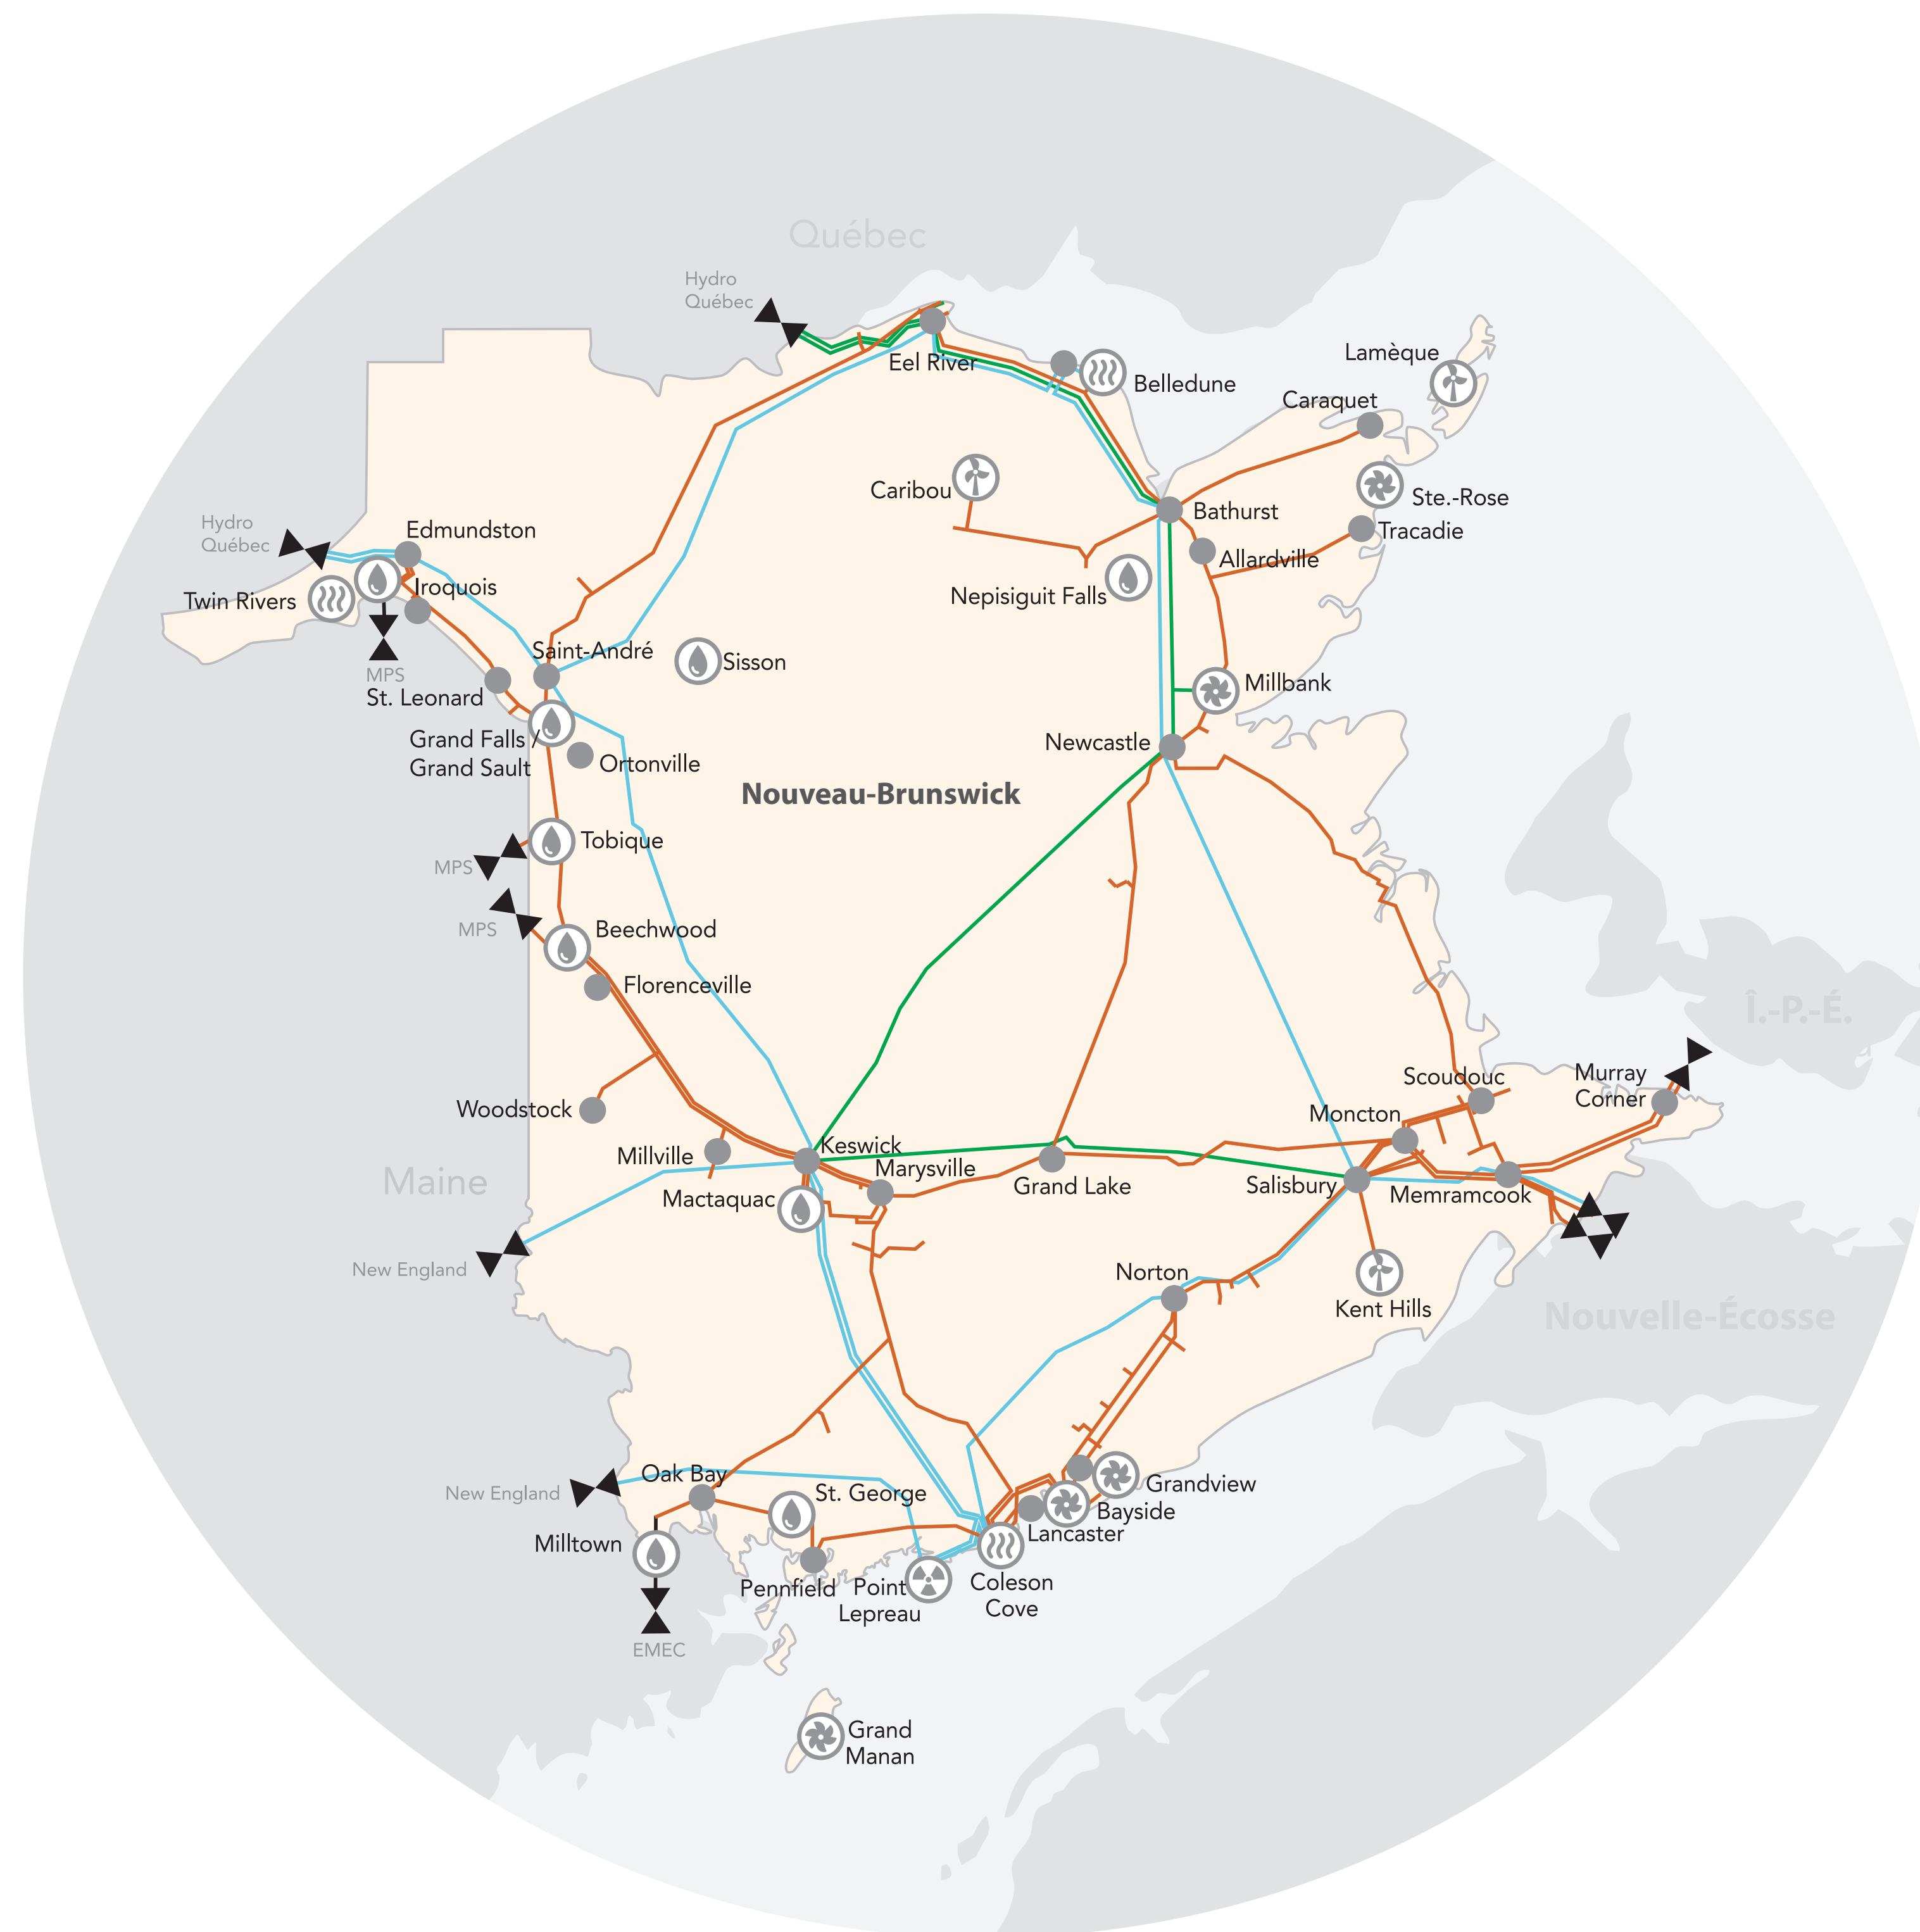 Québec
Hydro
Québec
Eel River
Belledune
Lamèque
Caraquet
Caribou
Ste.-Rose
Bathurst
Tracadie
Allardville
Nepisiguit Falls
Hydro
Québec
Edmundston
Iroquois
Twin Rivers
MPS
Saint-André
Sisson
St. Leonard
Grand Falls /
Grand Sault
Ortonville
Millbank
Newcastle
Nouveau-Brunswick
Tobique
MPS
Beechwood
MPS
Florenceville
Î.-P.-É.
Woodstock
Scoudouc
Murray
Corner
Moncton
Millville
Keswick
Marysville
Maine
Mactaquac
Grand Lake
Salisbury
Memramcook
New England
Norton
Kent Hills
Nouvelle-Écosse
New England
Oak Bay
St. George
Grandview
Bayside
Lancaster
Milltown
Pennfield
Point
Lepreau
Coleson
Cove
EMEC
Grand
Manan